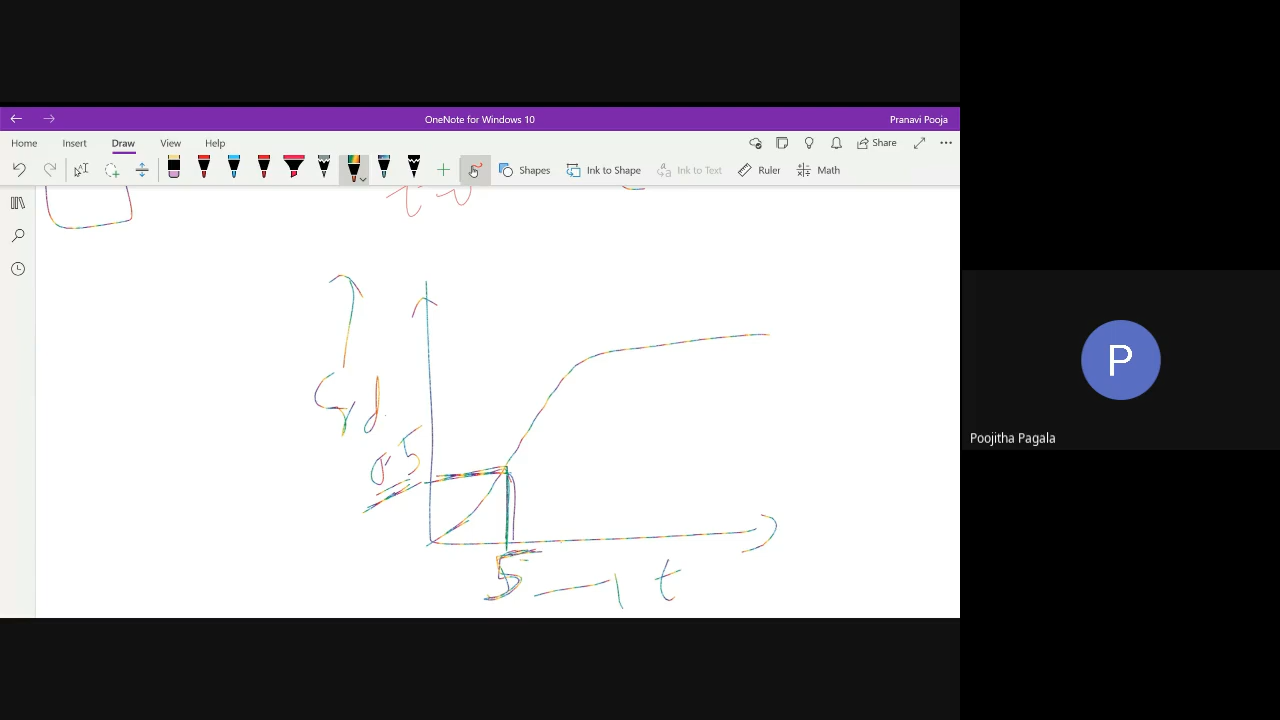 OneNote for Windows 10
Pranavi Pooja
Home Insert Draw View Help
Share
Shapes Ink to Shape Ink to Text Ruler Math
0.5
5
t
P
Poojitha Pagala